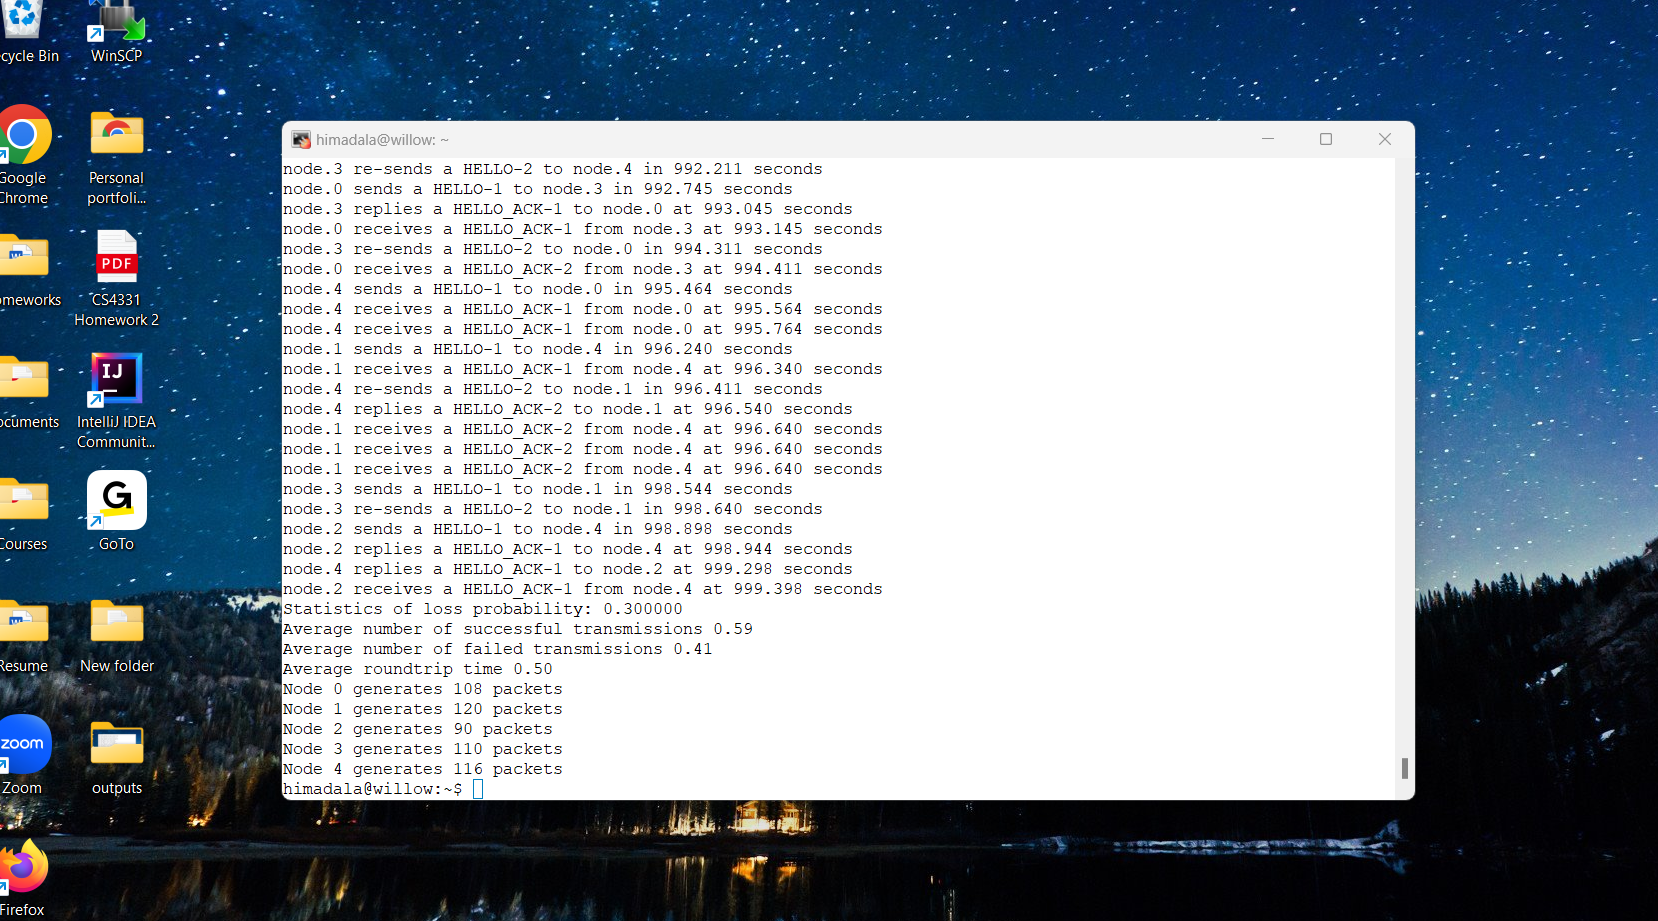 cycle Bin
WinSCP
Google
Chrome
Personal
portfoli...
omeworks
PDF
CS4331
Homework 2
IJ
ocuments
IntelliJ IDEA
Communit...
G
Courses
GoTo
Resume
New folder
zoom
Zoom
outputs
Firefox
himadala@willow: ~
node.3 re-sends a HELLO-2 to node.4 in 992.211 seconds
node.0 sends a HELLO-1 to node.3 in 992.745 seconds
node.3 replies a HELLO_ACK-1 to node.0 at 993.045 seconds
node.0 receives a HELLO_ACK-1 from node.3 at 993.145 seconds
node.3 re-sends a HELLO-2 to node.0 in 994.311 seconds
node.0 receives a HELLO_ACK-2 from node.3 at 994.411 seconds
node.4 sends a HELLO-1 to node.0 in 995.464 seconds
node.4 receives a HELLO_ACK-1 from node.0 at 995.564 seconds
node.4 receives a HELLO_ACK-1 from node.0 at 995.764 seconds
node.1 sends a HELLO-1 to node.4 in 996.240 seconds
node.1 receives a HELLO_ACK-1 from node.4 at 996.340 seconds
node.4 re-sends a HELLO-2 to node.1 in 996.411 seconds
node.4 replies a HELLO_ACK-2 to node.1 at 996.540 seconds
node.1 receives a HELLO_ACK-2 from node.4 at 996.640 seconds
node.1 receives a HELLO_ACK-2 from node.4 at 996.640 seconds
node.1 receives a HELLO_ACK-2 from node.4 at 996.640 seconds
node.3 sends a HELLO-1 to node.1 in 998.544 seconds
node.3 re-sends a HELLO-2 to node.1 in 998.640 seconds
node.2 sends a HELLO-1 to node.4 in 998.898 seconds
node.2 replies a HELLO_ACK-1 to node.4 at 998.944 seconds
node.4 replies a HELLO_ACK-1 to node.2 at 999.298 seconds
node.2 receives a HELLO_ACK-1 from node.4 at 999.398 seconds
Statistics of loss probability: 0.300000
Average number of successful transmissions 0.59
Average number of failed transmissions 0.41
Average roundtrip time 0.50
Node 0 generates 108 packets
Node 1 generates 120 packets
Node 2 generates 90 packets
Node 3 generates 110 packets
Node 4 generates 116 packets
himadala@willow:~$